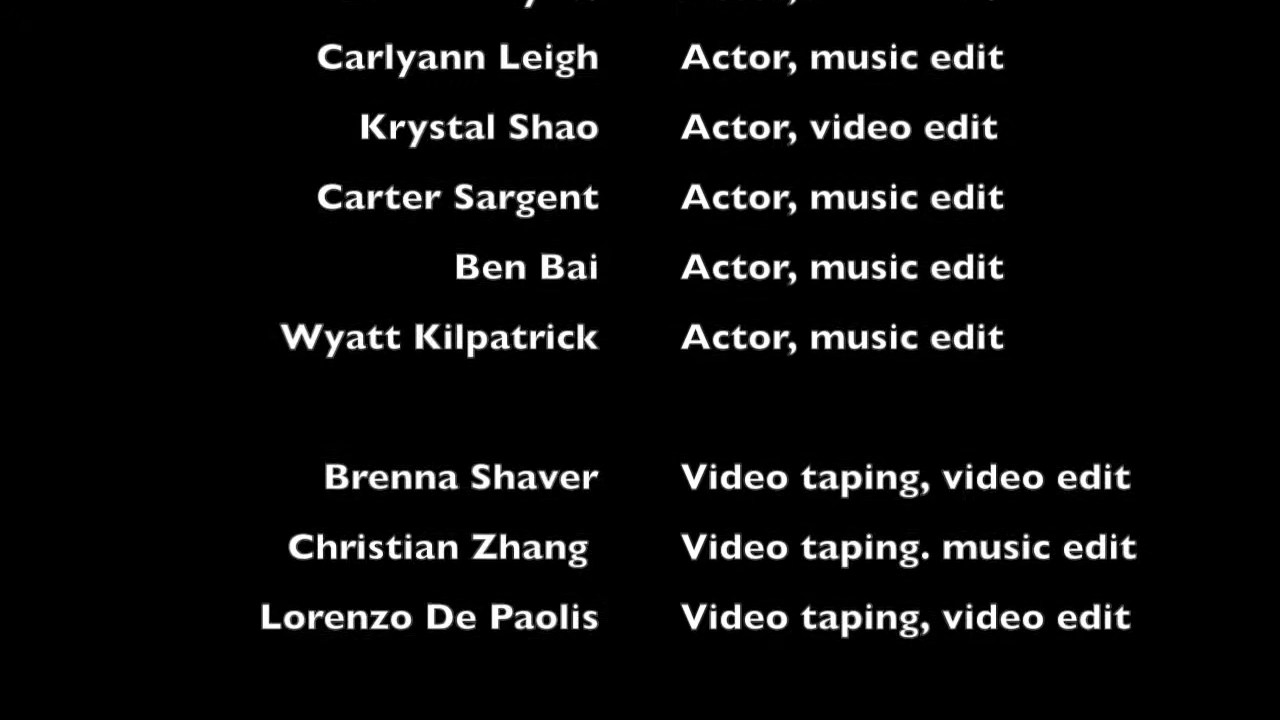 Carlyann Leigh Actor, music edit
Krystal Shao Actor, video edit
Carter Sargent Actor, music edit
Ben Bai Actor, music edit
Wyatt Kilpatrick Actor, music edit
Brenna Shaver Video taping, video edit
Christian Zhang Video taping. music edit
Lorenzo De Paolis Video taping, video edit